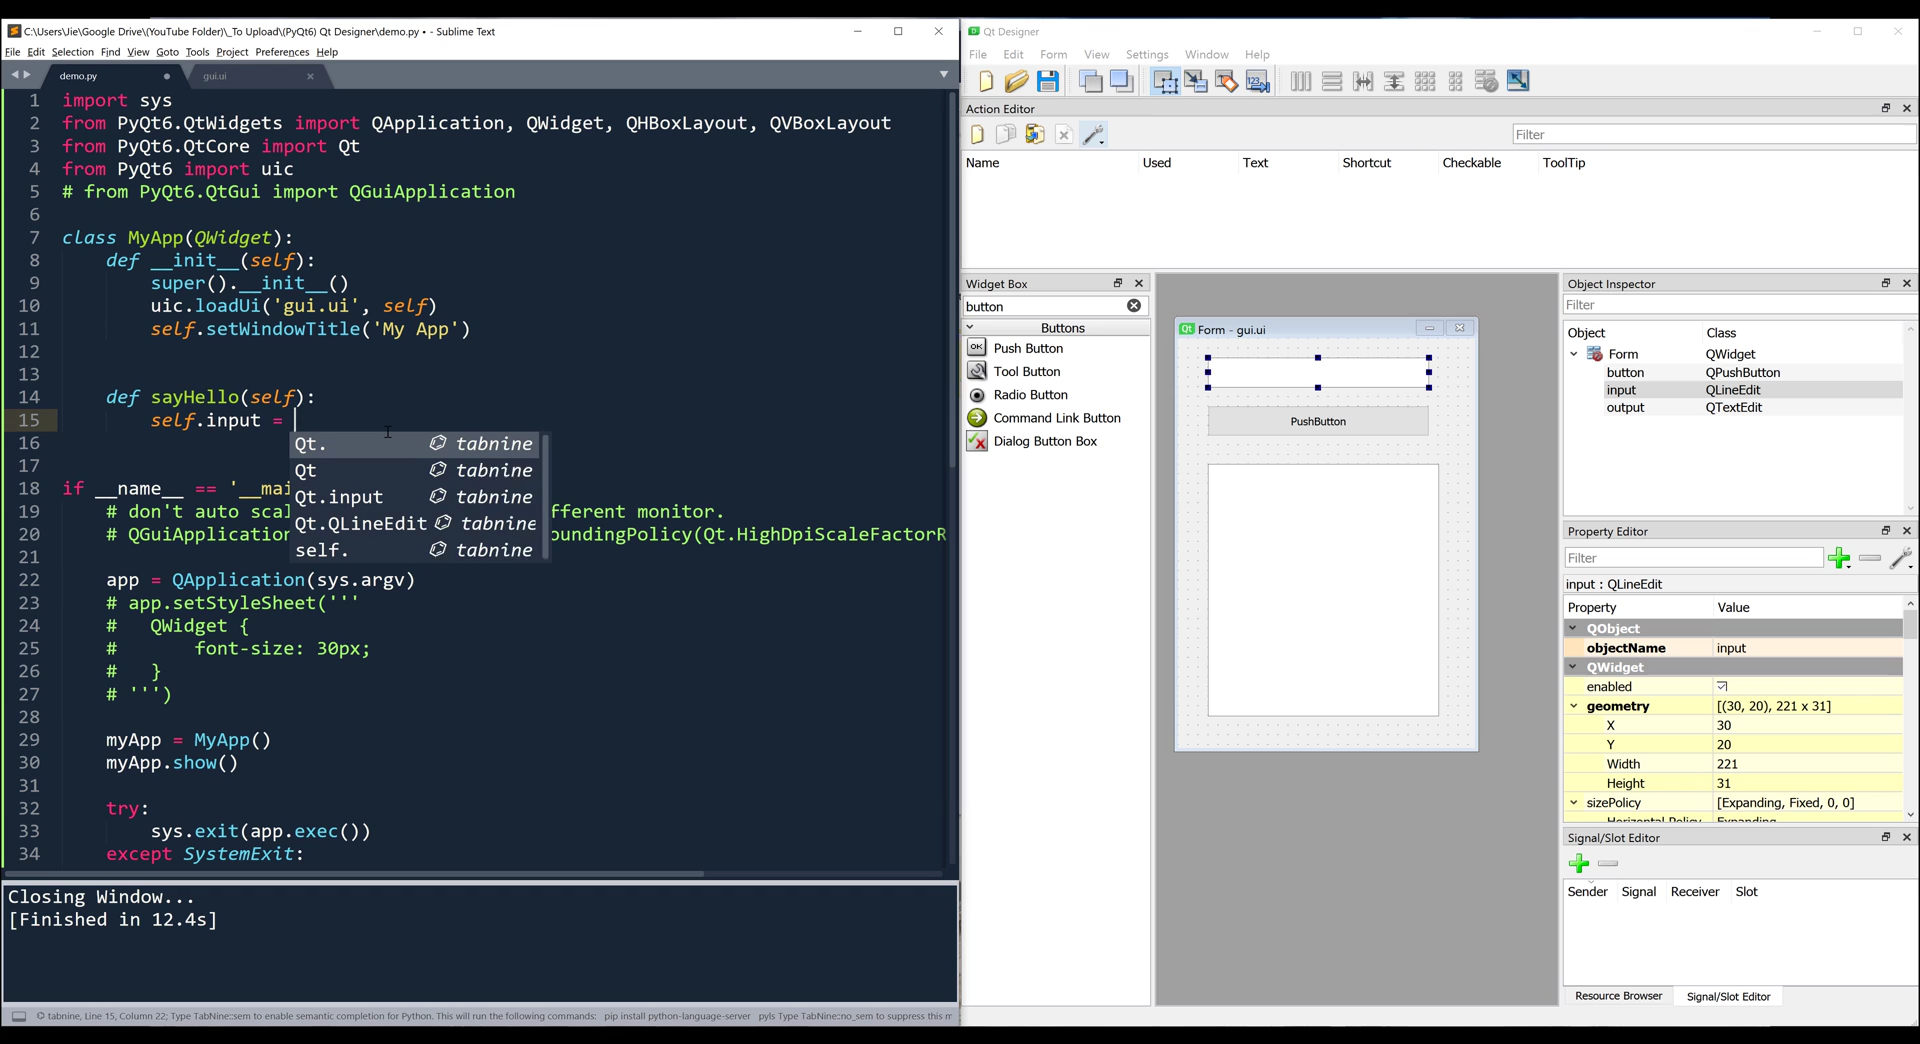 C:\Users\Jie\Google Drive\(YouTube Folder)\_To Upload\(PyQt6) Qt Designer\demo.py • - Sublime Text
File Edit Selection Find View Goto Tools Project Preferences Help
demo.py
gui.ui
1 import sys
2 from PyQt6.QtWidgets import QApplication, QWidget, QHBoxLayout, QVBoxLayout
3 from PyQt6.QtCore import Qt
4 from PyQt6 import uic
5 # from PyQt6.QtGui import QGuiApplication
6
7 class MyApp(QWidget):
8 def __init__(self):
9 super().__init__()
10 uic.loadUi('gui.ui', self)
11 self.setWindowTitle('My App')
12
13
14 def sayHello(self):
15 self.input =
16
17
18 if __name__ == '__mai
19 # don't auto scal fferent monitor.
20 # QGuiApplication oundingPolicy(Qt.HighDpiScaleFactorR
21
22 app = QApplication(sys.argv)
23 # app.setStyleSheet('''
24 # QWidget {
25 # font-size: 30px;
26 # }
27 # ''')
28
29 myApp = MyApp()
30 myApp.show()
31
32 try:
33 sys.exit(app.exec())
34 except SystemExit:
Qt. tabnine
Qt tabnine
Qt.input tabnine
Qt.QLineEdit tabnine
self. tabnine
Closing Window...
[Finished in 12.4s]
tabnine, Line 15, Column 22; Type TabNine::sem to enable semantic completion for Python. This will run the following commands: pip install python-language-server pyls Type TabNine::no_sem to suppress this m
Qt Designer
File Edit Form View Settings Window Help
Action Editor
Filter
Name Used Text Shortcut Checkable ToolTip
Widget Box
button
Buttons
OK Push Button
Tool Button
Radio Button
Command Link Button
Dialog Button Box
Qt Form - gui.ui
PushButton
Object Inspector
Filter
Object Class
Form QWidget
button QPushButton
input QLineEdit
output QTextEdit
Property Editor
Filter
input : QLineEdit
Property Value
QObject
objectName input
QWidget
enabled
geometry [(30, 20), 221 x 31]
X 30
Y 20
Width 221
Height 31
sizePolicy [Expanding, Fixed, 0, 0]
Horizontal Policy Expanding
Signal/Slot Editor
Sender Signal Receiver Slot
Resource Browser Signal/Slot Editor